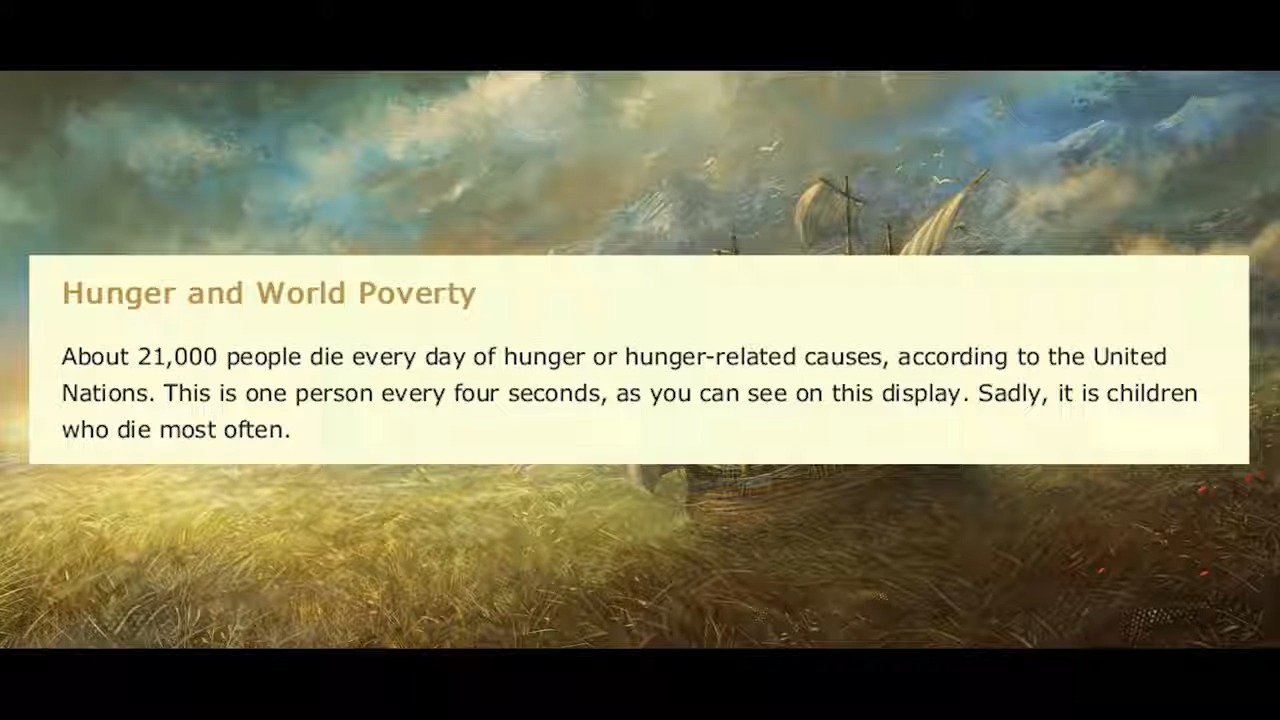 Hunger and World Poverty
About 21,000 people die every day of hunger or hunger-related causes, according to the United
Nations. This is one person every four seconds, as you can see on this display. Sadly, it is children
who die most often.